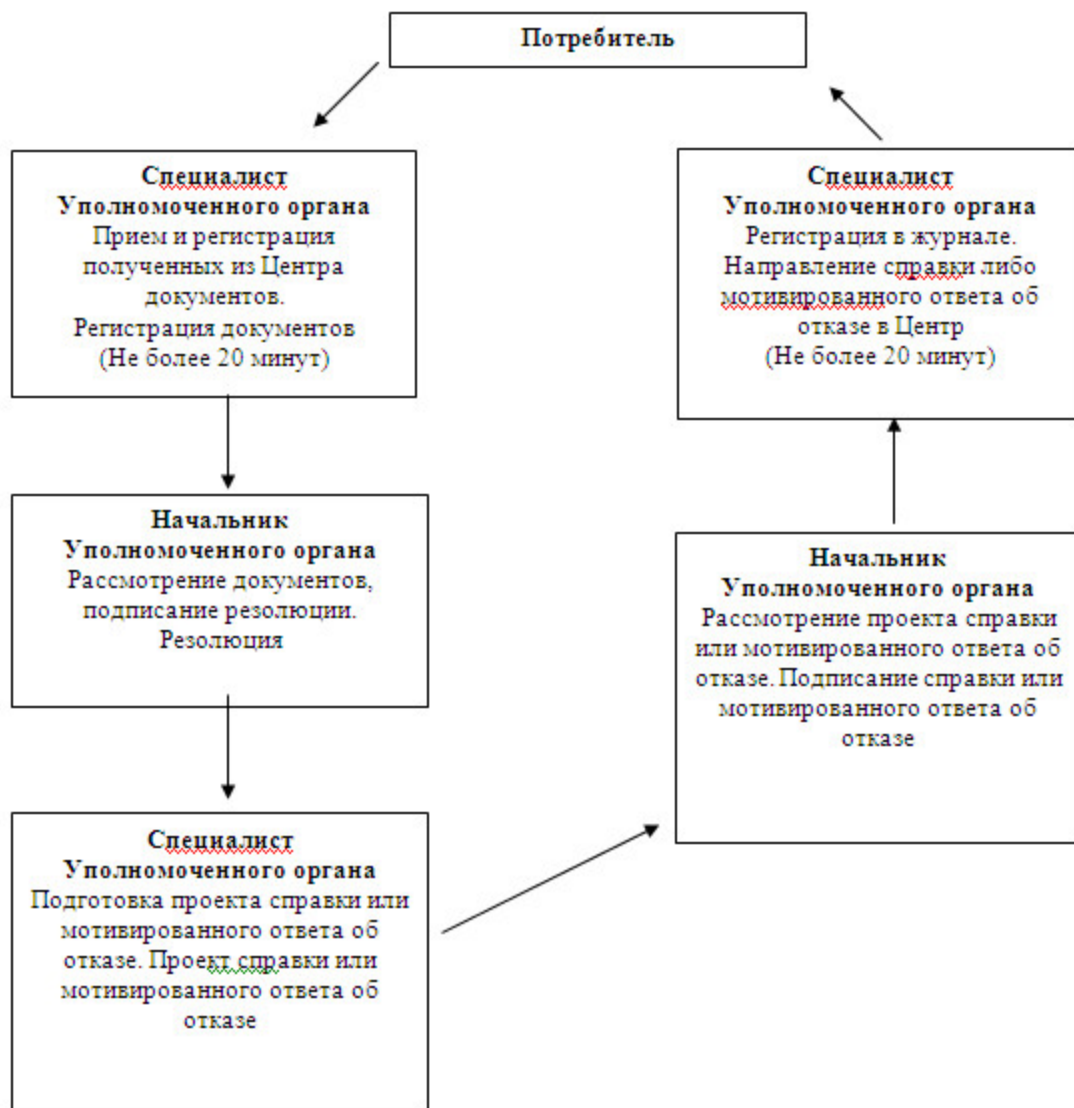 Потребитель
Специалист
Уполномоченного органа
Прием и регистрация
полученных из Центра
документов.
Регистрация документов
(Не более 20 минут)
Начальник
Уполномоченного органа
Рассмотрение документов,
подписание резолюции.
Резолюция
Специалист
Уполномоченного органа
Подготовка проекта справки или
мотивированного ответа об
отказе. Проект справки или
мотивированного ответа об
отказе
Начальник
Уполномоченного органа
Рассмотрение проекта справки
или мотивированного ответа об
отказе. Подписание справки или
мотивированного ответа об
отказе
Специалист
Уполномоченного органа
Регистрация в журнале.
Направление справки либо
мотивированного ответа об
отказе в Центр
(Не более 20 минут)